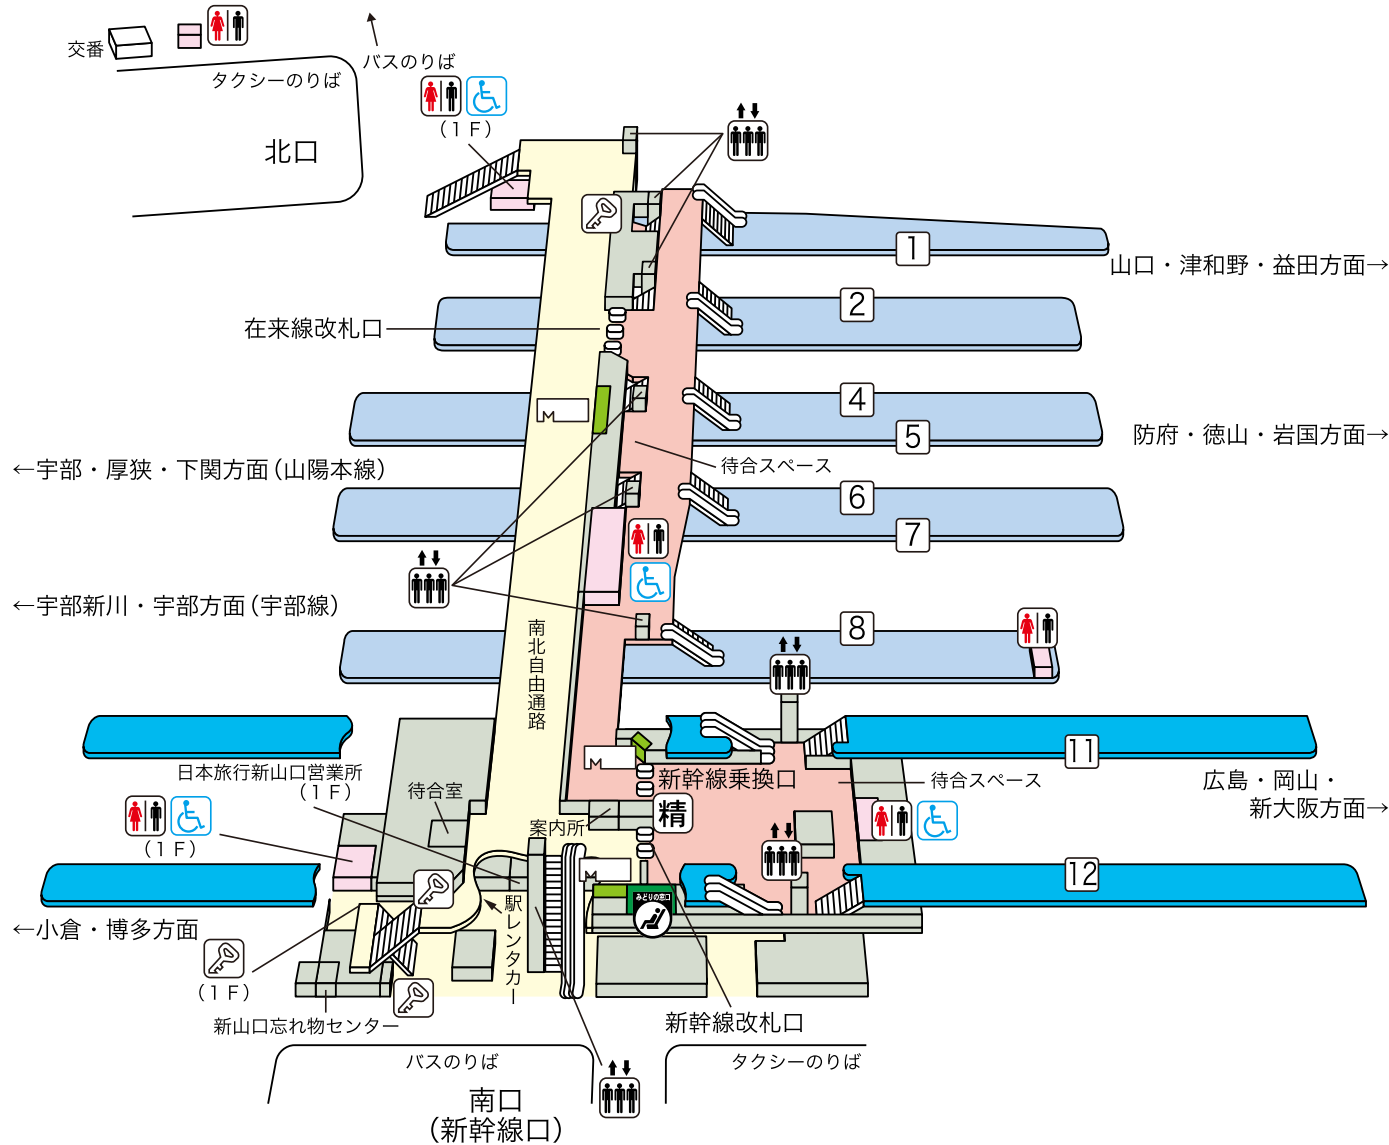 交番
タクシーのりば
バスのりば
(1F)
北口
1
山口・津和野・益田方面→
2
在来線改札口
4
M
5
防府・徳山・岩国方面→
←宇部・厚狭・下関方面(山陽本線)
待合スペース
6
7
←宇部新川・宇部方面(宇部線)
8
南北自由通路
11
日本旅行新山口営業所
(1F)
M
新幹線乗換口
待合スペース
広島・岡山・
新大阪方面→
待合室
精
案内所
(1F)
12
M
みどりの窓口
駅レンタカー
←小倉・博多方面
(1F)
新山口忘れ物センター
新幹線改札口
バスのりば
タクシーのりば
南口
(新幹線口)